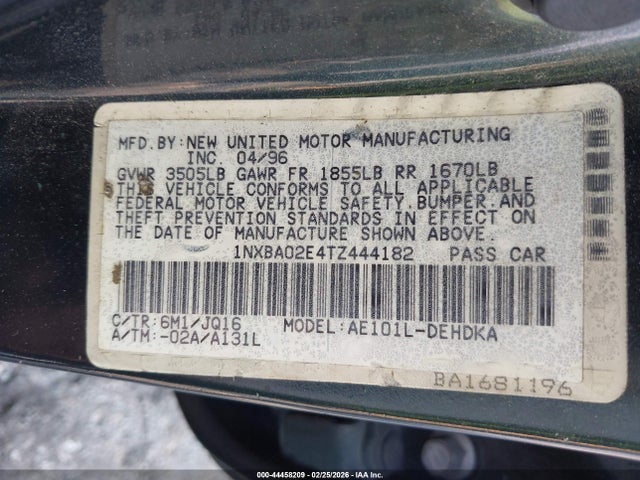 MFD.BY:NEW UNITED MOTOR MANUFACTURING
INC. 04/96
GVWR 3505LB GAWR FR 1855LB RR 1670LB
THIS VEHICLE CONFORMS TO ALL APPLICABLE
FEDERAL MOTOR VEHICLE SAFETY,BUMPER,AND
THEFT PREVENTION STANDARDS IN EFFECT ON
THE DATE OF MANUFACTURE SHOWN ABOVE.
1NXBA02E4TZ444182 PASS CAR
C/TR:6M1/JQ16 MODEL:AE101L-DEHDKA
A/TM:-02A/A131L
BA1681196
000-44458209 | 02/25/2026 | IAA Inc.